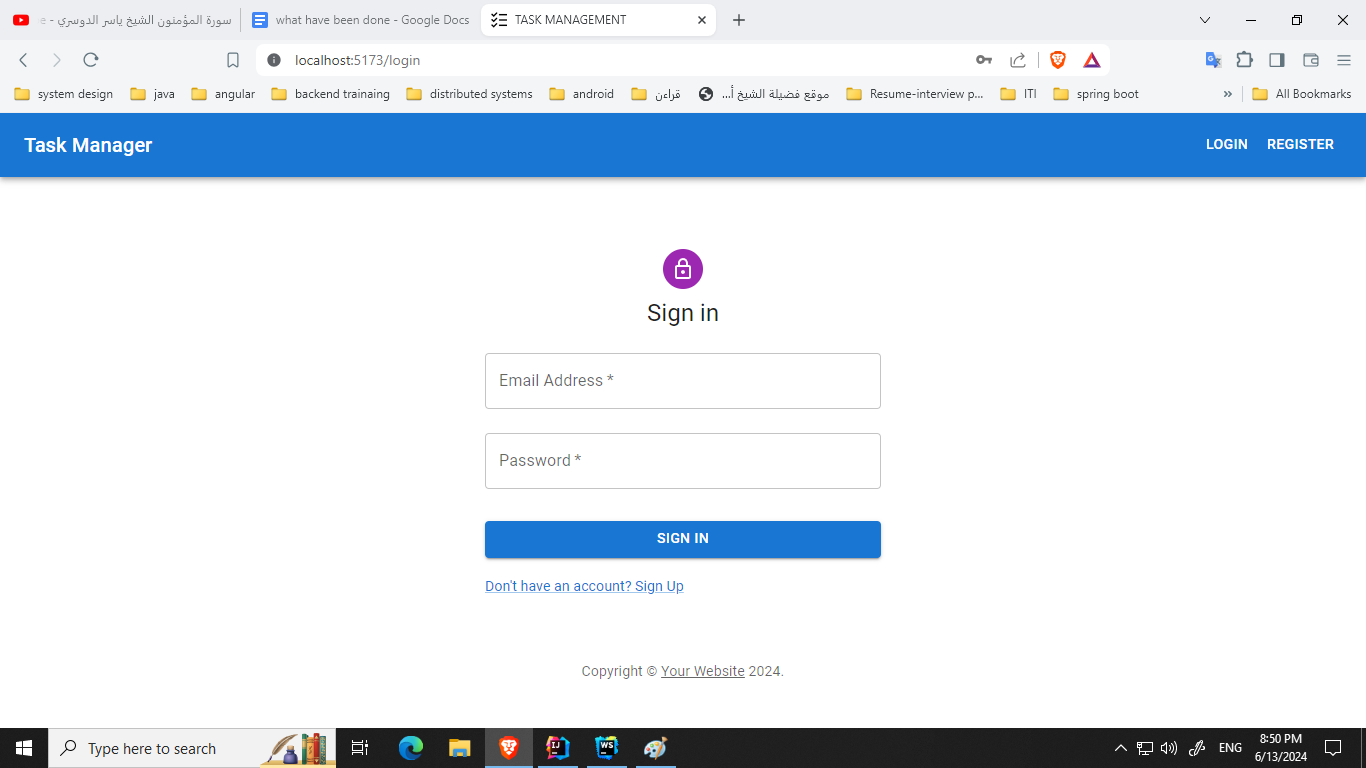 سورة المؤمنون الشيخ ياسر الدوسري - e
what have been done - Google Docs
TASK MANAGEMENT
localhost:5173/login
system design
java
angular
backend trainaing
distributed systems
android
قراءن
موقع فضيلة الشيخ أ...
Resume-interview p...
ITI
spring boot
»
All Bookmarks
Task Manager
LOGIN
REGISTER
Sign in
Email Address *
Password *
SIGN IN
Don't have an account? Sign Up
Copyright © Your Website 2024.
Type here to search
IJ
WS
ENG
8:50 PM
6/13/2024